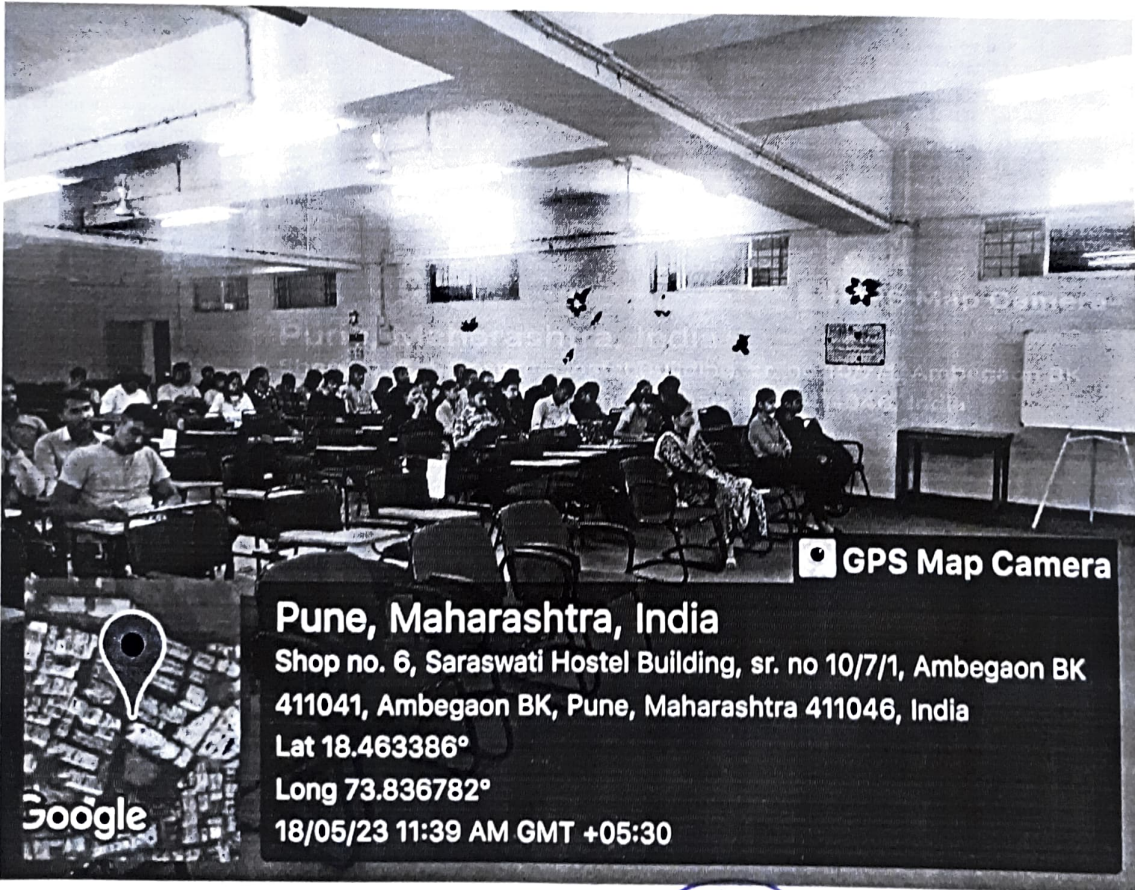 GPS Map Camera
Pune, Maharashtra, India
Shop no. 6, Saraswati Hostel Building, sr. no 10/7/1, Ambegaon BK
411041, Ambegaon BK, Pune, Maharashtra 411046, India
Lat 18.463386°
Long 73.836782°
18/05/23 11:39 AM GMT +05:30
Google